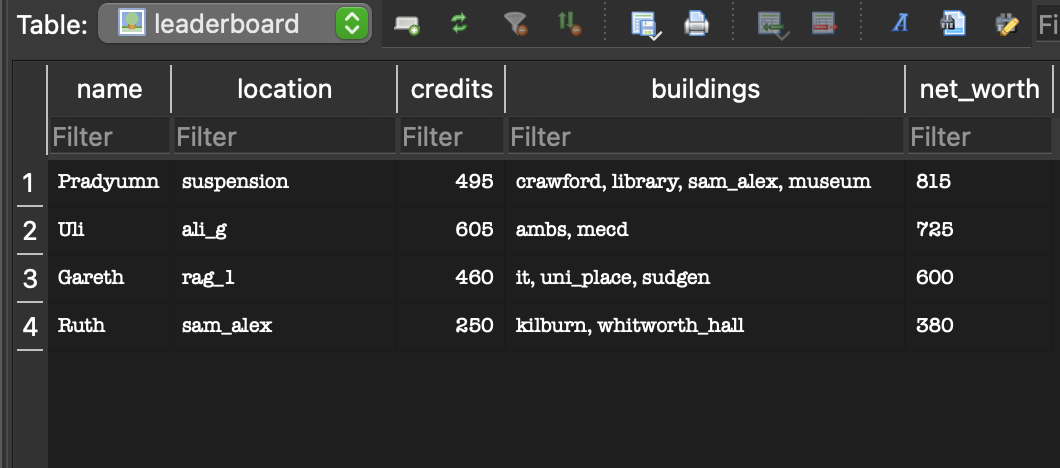 Table: leaderboard Fi
name location credits buildings net_worth
Filter Filter Filter Filter Filter
1 Pradyumn suspension 495 crawford, library, sam_alex, museum 815
2 Uli ali_g 605 ambs, mecd 725
3 Gareth rag_1 460 it, uni_place, sudgen 600
4 Ruth sam_alex 250 kilburn, whitworth_hall 380